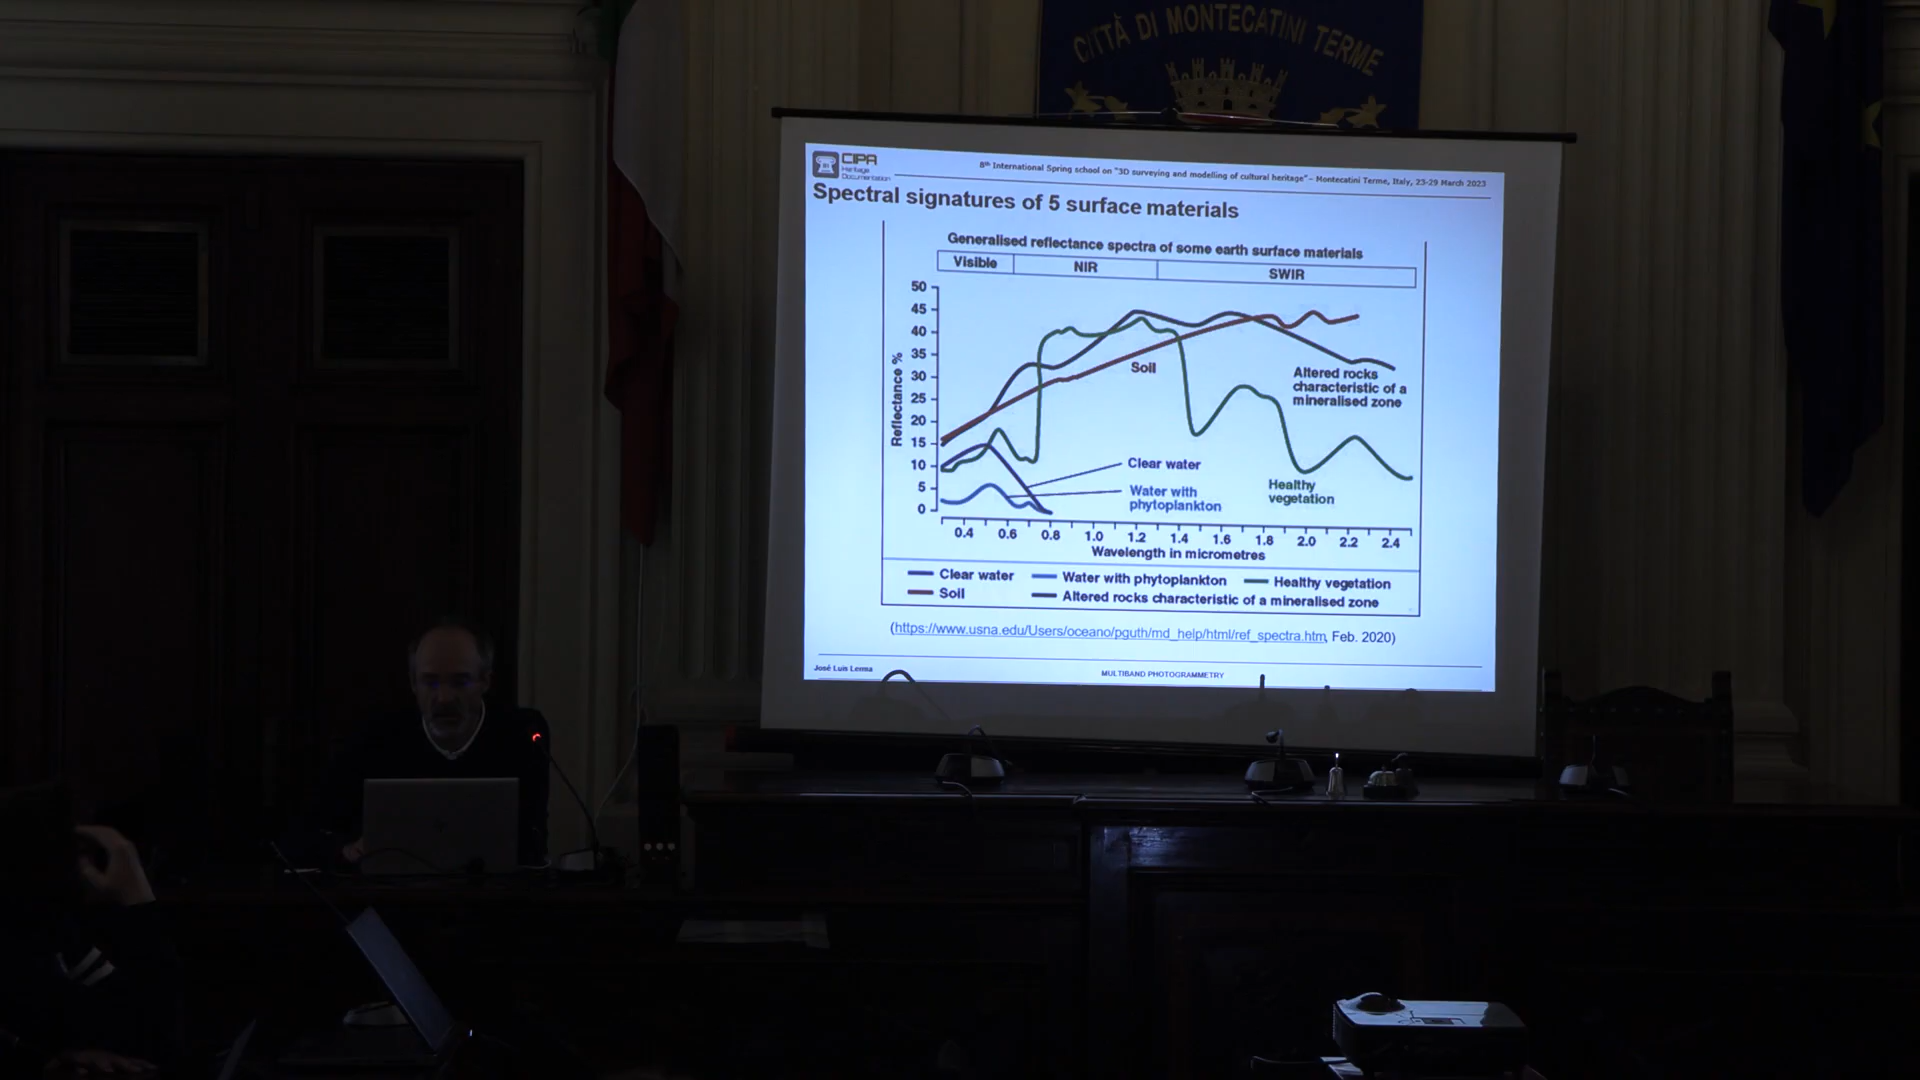 CITTÀ DI MONTECATINI TERME
CIPA
Heritage
Documentation
8th International Spring school on "3D surveying and modelling of cultural heritage" – Montecatini Terme, Italy, 23-29 March 2023
Spectral signatures of 5 surface materials
Generalised reflectance spectra of some earth surface materials
Visible NIR SWIR
50
45
40
35
30
25
20
15
10
5
0
Reflectance %
Soil
Altered rocks
characteristic of a
mineralised zone
Clear water
Water with
phytoplankton
Healthy
vegetation
0.4 0.6 0.8 1.0 1.2 1.4 1.6 1.8 2.0 2.2 2.4
Wavelength in micrometres
Clear water Water with phytoplankton Healthy vegetation
Soil Altered rocks characteristic of a mineralised zone
(https://www.usna.edu/Users/oceano/pguth/md_help/html/ref_spectra.htm, Feb. 2020)
José Luis Lerma MULTIBAND PHOTOGRAMMETRY